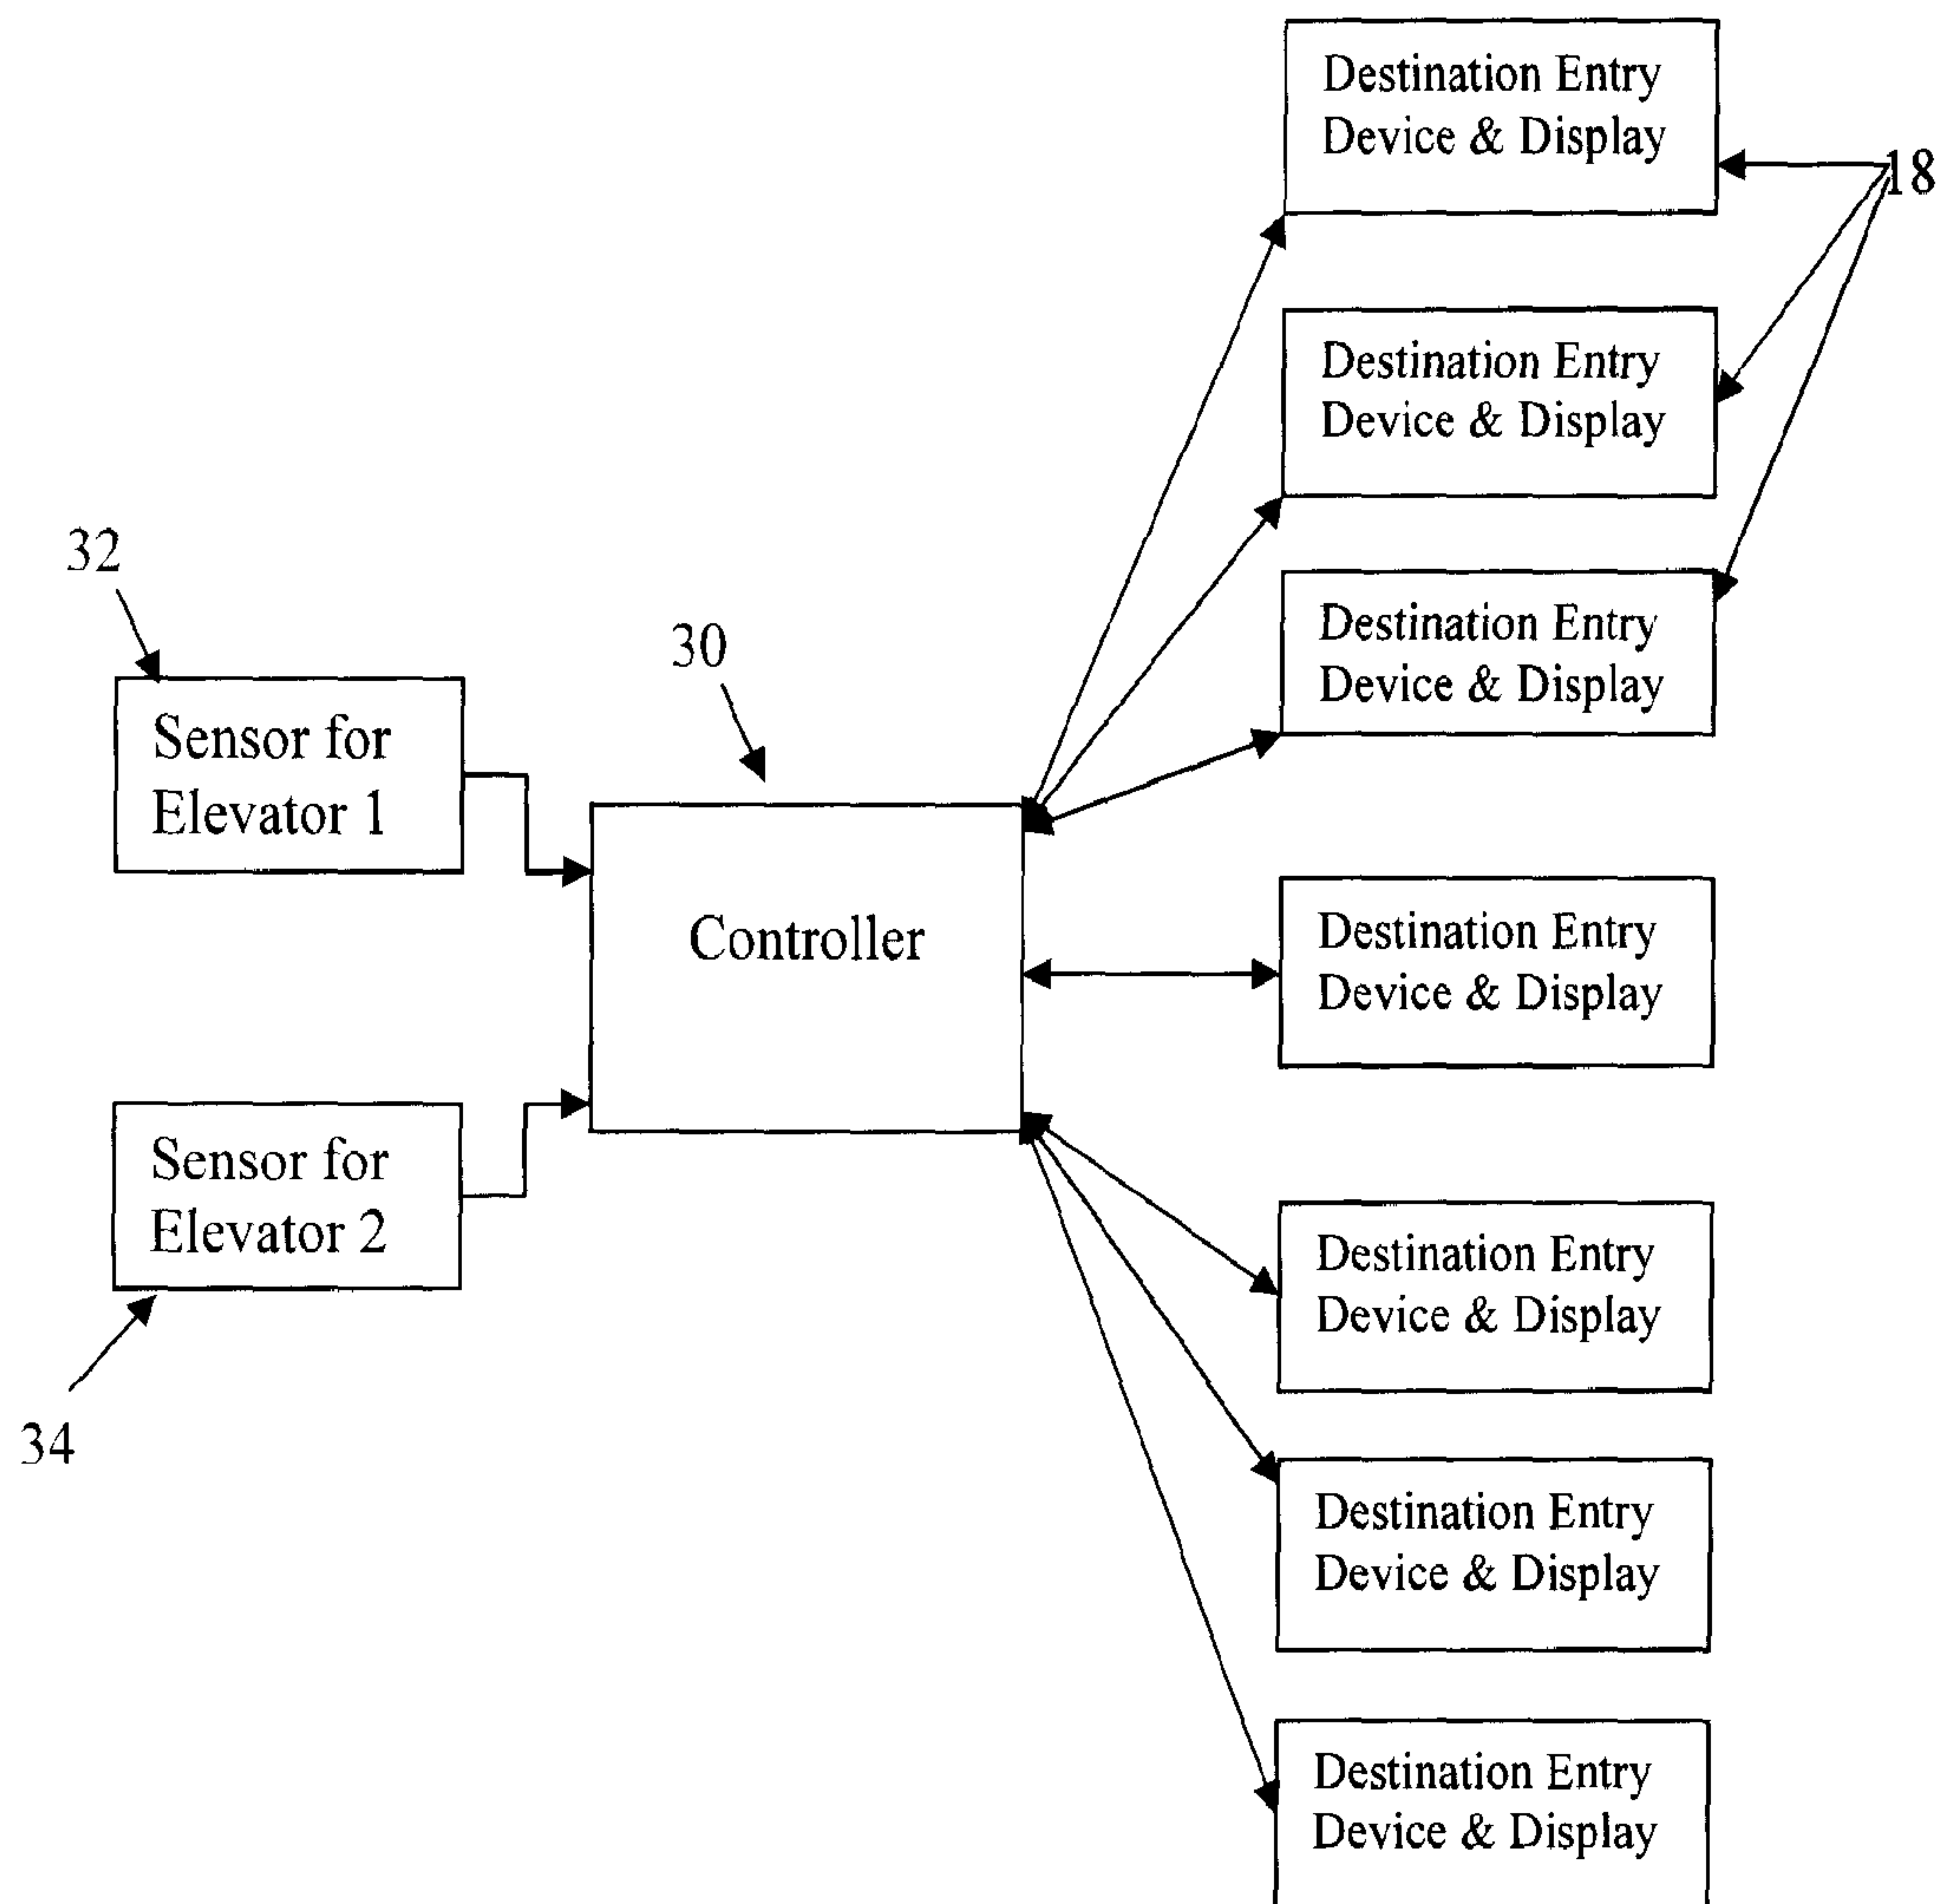 Destination Entry
Device & Display
18
Destination Entry
Device & Display
32
Destination Entry
Device & Display
30
Sensor for
Elevator 1
Controller
Destination Entry
Device & Display
Sensor for
Elevator 2
Destination Entry
Device & Display
34
Destination Entry
Device & Display
Destination Entry
Device & Display